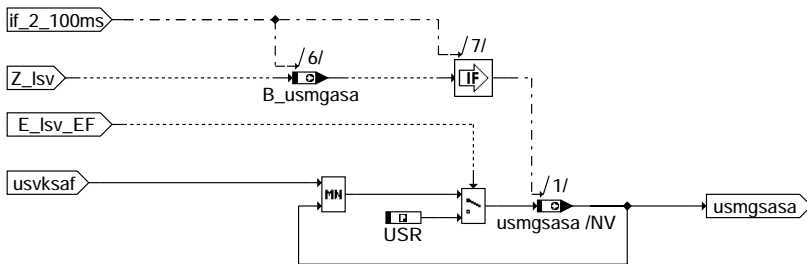 if_2_100ms
/7/
/6/
IF
Z_lsv
B_usmgasa
E_lsv_EF
usvksaf
MN
/1/
usmgsasa
USR
usmgsasa /NV